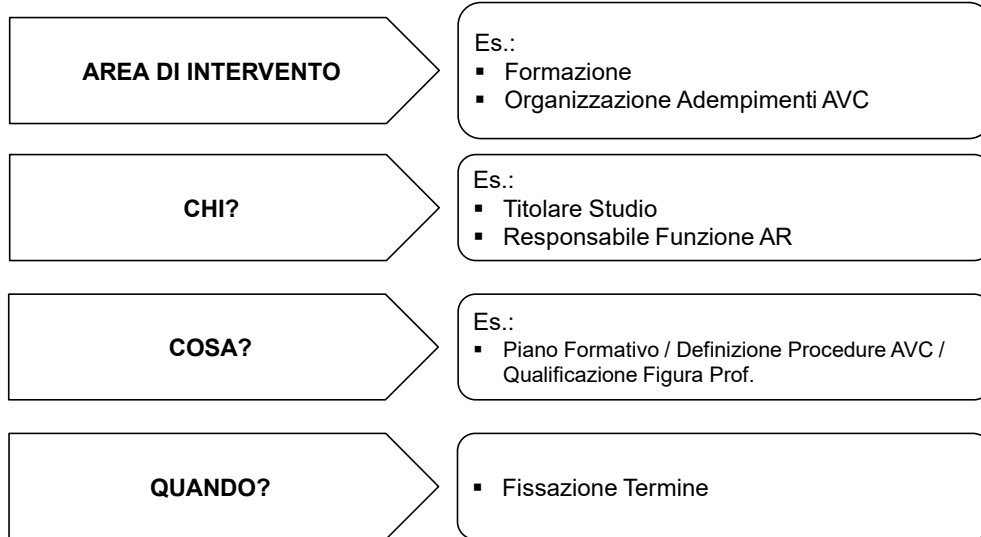 AREA DI INTERVENTO
Es.:
▪ Formazione
▪ Organizzazione Adempimenti AVC
CHI?
Es.:
▪ Titolare Studio
▪ Responsabile Funzione AR
COSA?
Es.:
▪ Piano Formativo / Definizione Procedure AVC /
Qualificazione Figura Prof.
QUANDO?
▪ Fissazione Termine